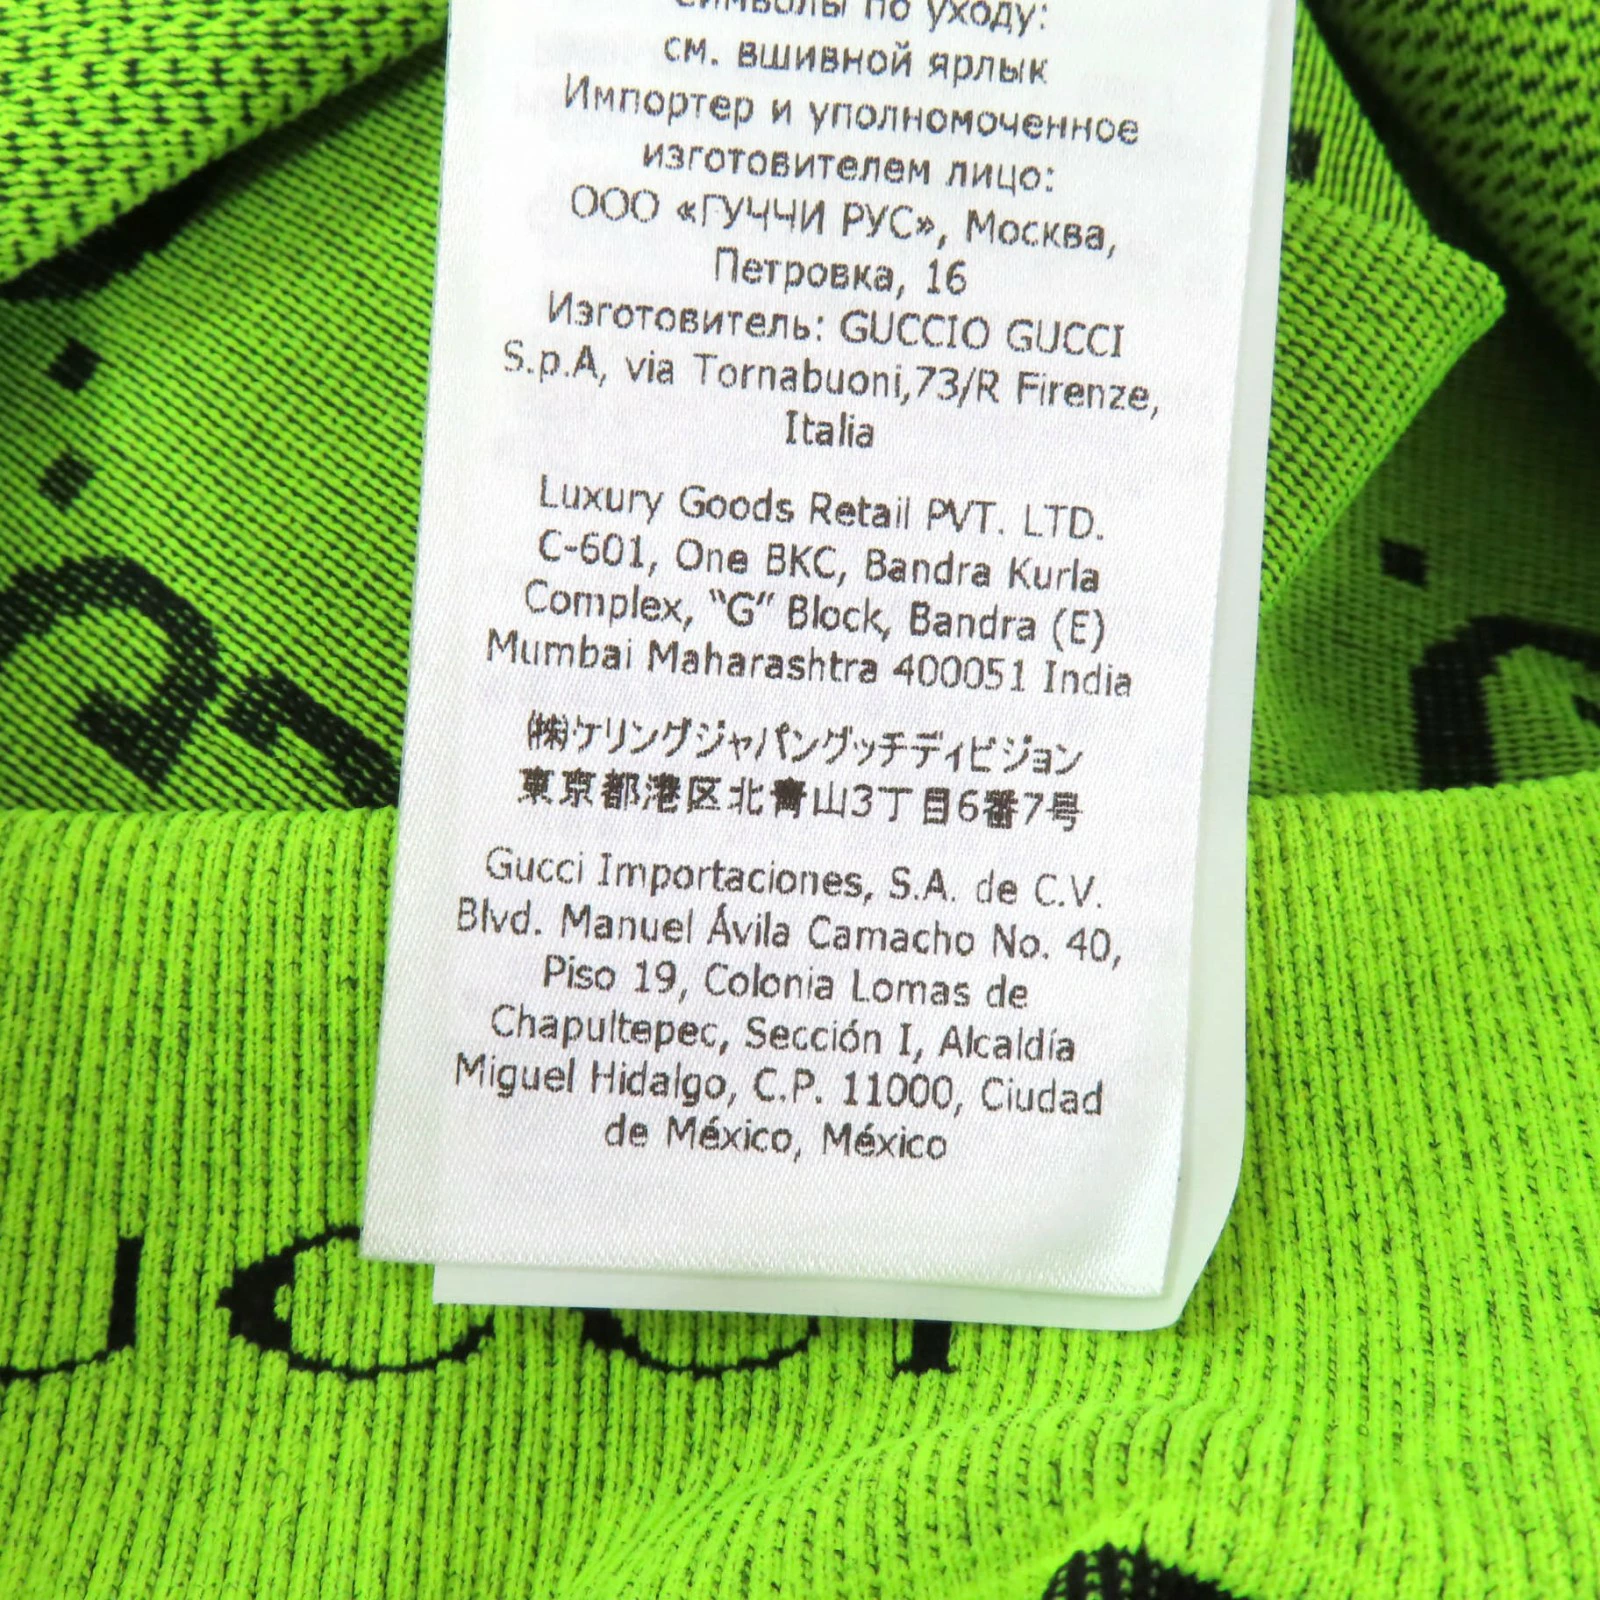 символы по уходу:
см. вшивной ярлык
Импортер и уполномоченное
изготовителем лицо:
ООО «ГУЧЧИ РУС», Москва,
Петровка, 16
Изготовитель: GUCCIO GUCCI
S.p.A, via Tornabuoni,73/R Firenze,
Italia
Luxury Goods Retail PVT. LTD.
C-601, One BKC, Bandra Kurla
Complex, "G" Block, Bandra (E)
Mumbai Maharashtra 400051 India
㈱ケリングジャパングッチディビジョン
東京都港区北青山3丁目6番7号
Gucci Importaciones, S.A. de C.V.
Blvd. Manuel Ávila Camacho No. 40,
Piso 19, Colonia Lomas de
Chapultepec, Sección I, Alcaldía
Miguel Hidalgo, C.P. 11000, Ciudad
de México, México